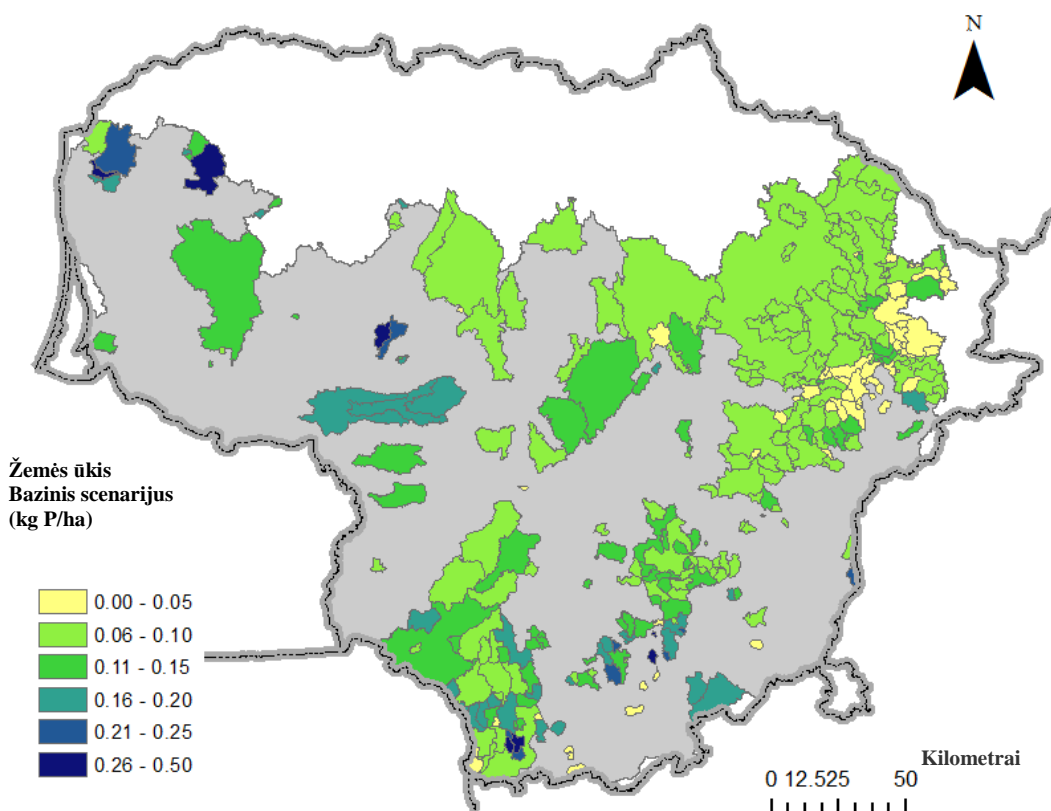 N
Žemės ūkis
Bazinis scenarijus
(kg P/ha)
0.00 - 0.05
0.06 - 0.10
0.11 - 0.15
0.16 - 0.20
0.21 - 0.25
0.26 - 0.50
Kilometrai
0 12.525 50